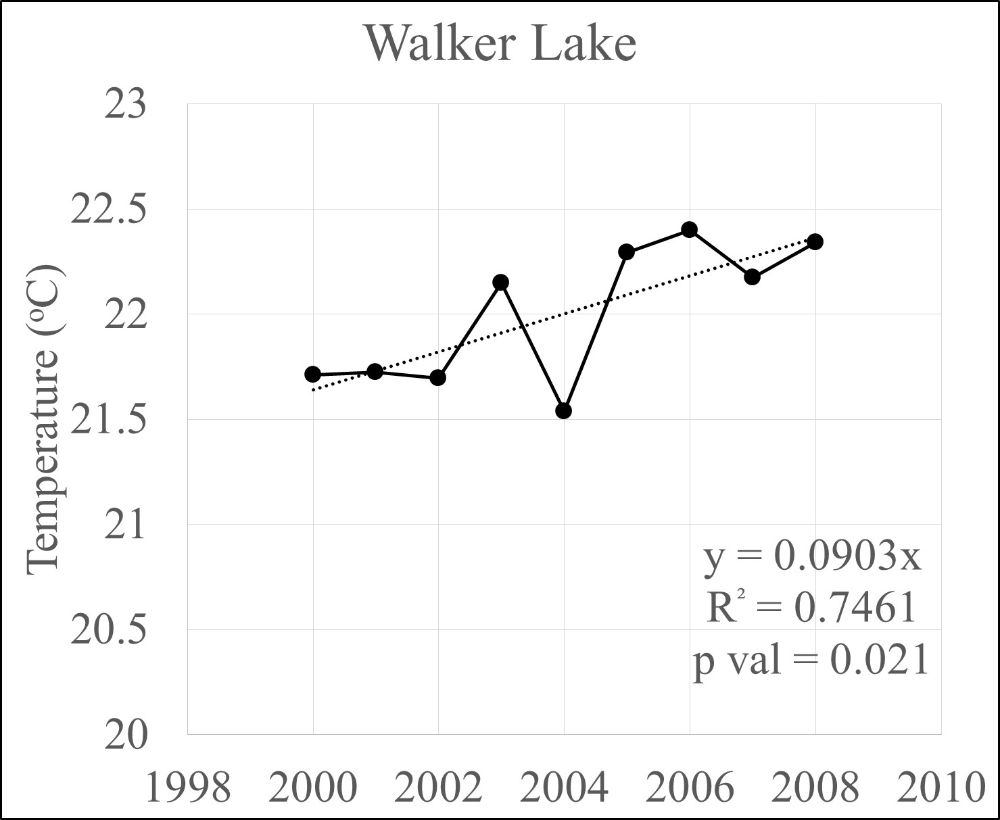 Walker Lake
Temperature (ºC)
23
22.5
22
21.5
21
20.5
20
y = 0.0903x
R² = 0.7461
p val = 0.021
1998 2000 2002 2004 2006 2008 2010